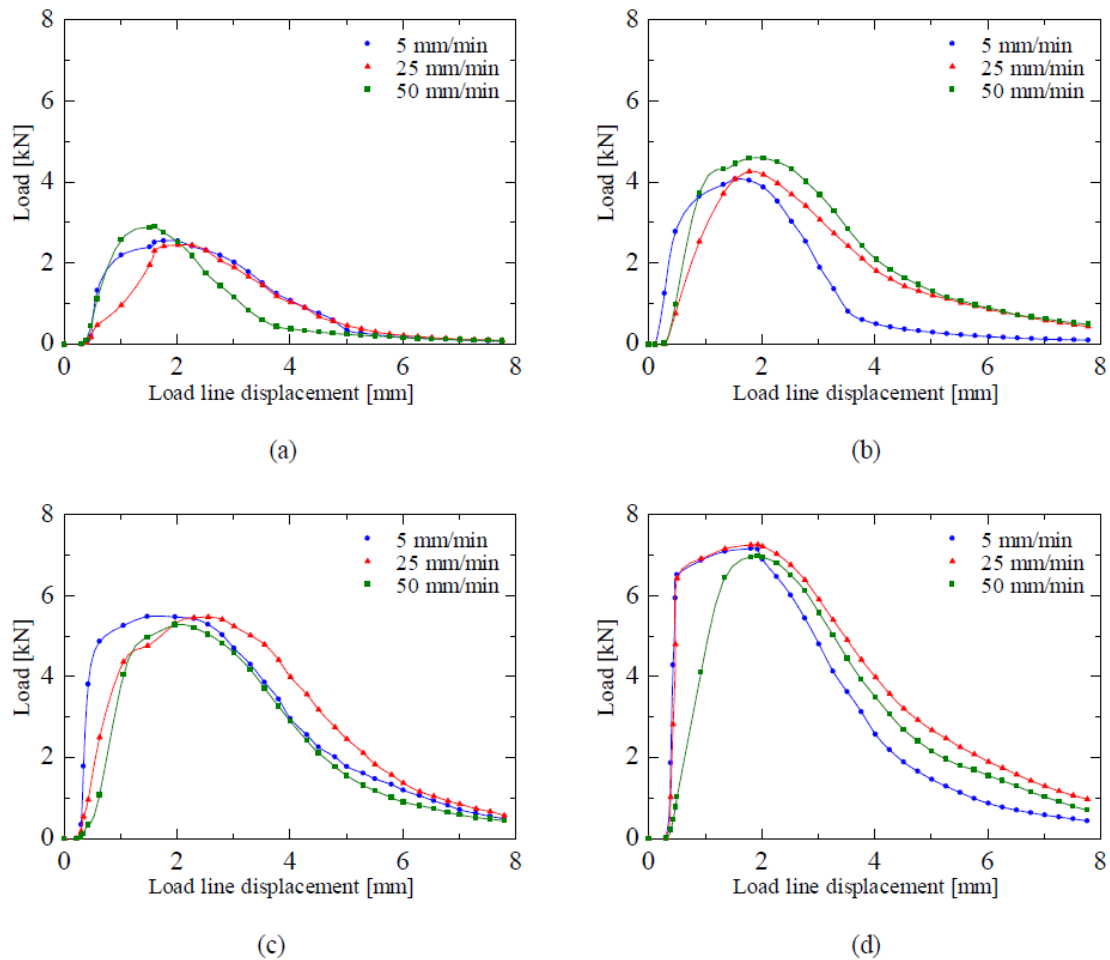 8
6
4
2
0
Load [kN]
5 mm/min
25 mm/min
50 mm/min
0 2 4 6 8
Load line displacement [mm]
(a)
8
6
4
2
0
Load [kN]
5 mm/min
25 mm/min
50 mm/min
0 2 4 6 8
Load line displacement [mm]
(b)
8
6
4
2
0
Load [kN]
5 mm/min
25 mm/min
50 mm/min
0 2 4 6 8
Load line displacement [mm]
(c)
8
6
4
2
0
Load [kN]
5 mm/min
25 mm/min
50 mm/min
0 2 4 6 8
Load line displacement [mm]
(d)